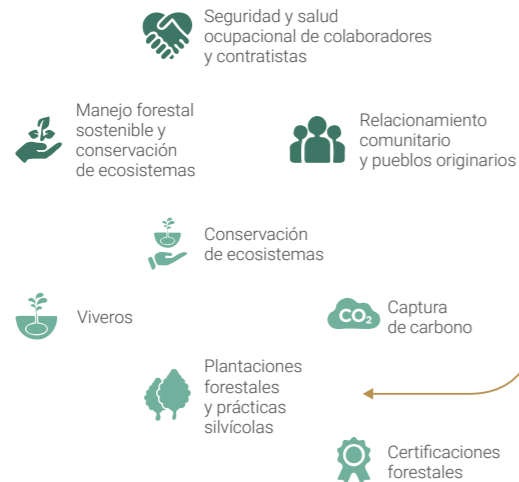 Seguridad y salud
ocupacional de colaboradores
y contratistas
Manejo forestal
sostenible y
conservación
de ecosistemas
Relacionamiento
comunitario
y pueblos originarios
Conservación
de ecosistemas
Viveros
CO₂
Captura
de carbono
Plantaciones
forestales
y prácticas
silvícolas
Certificaciones
forestales